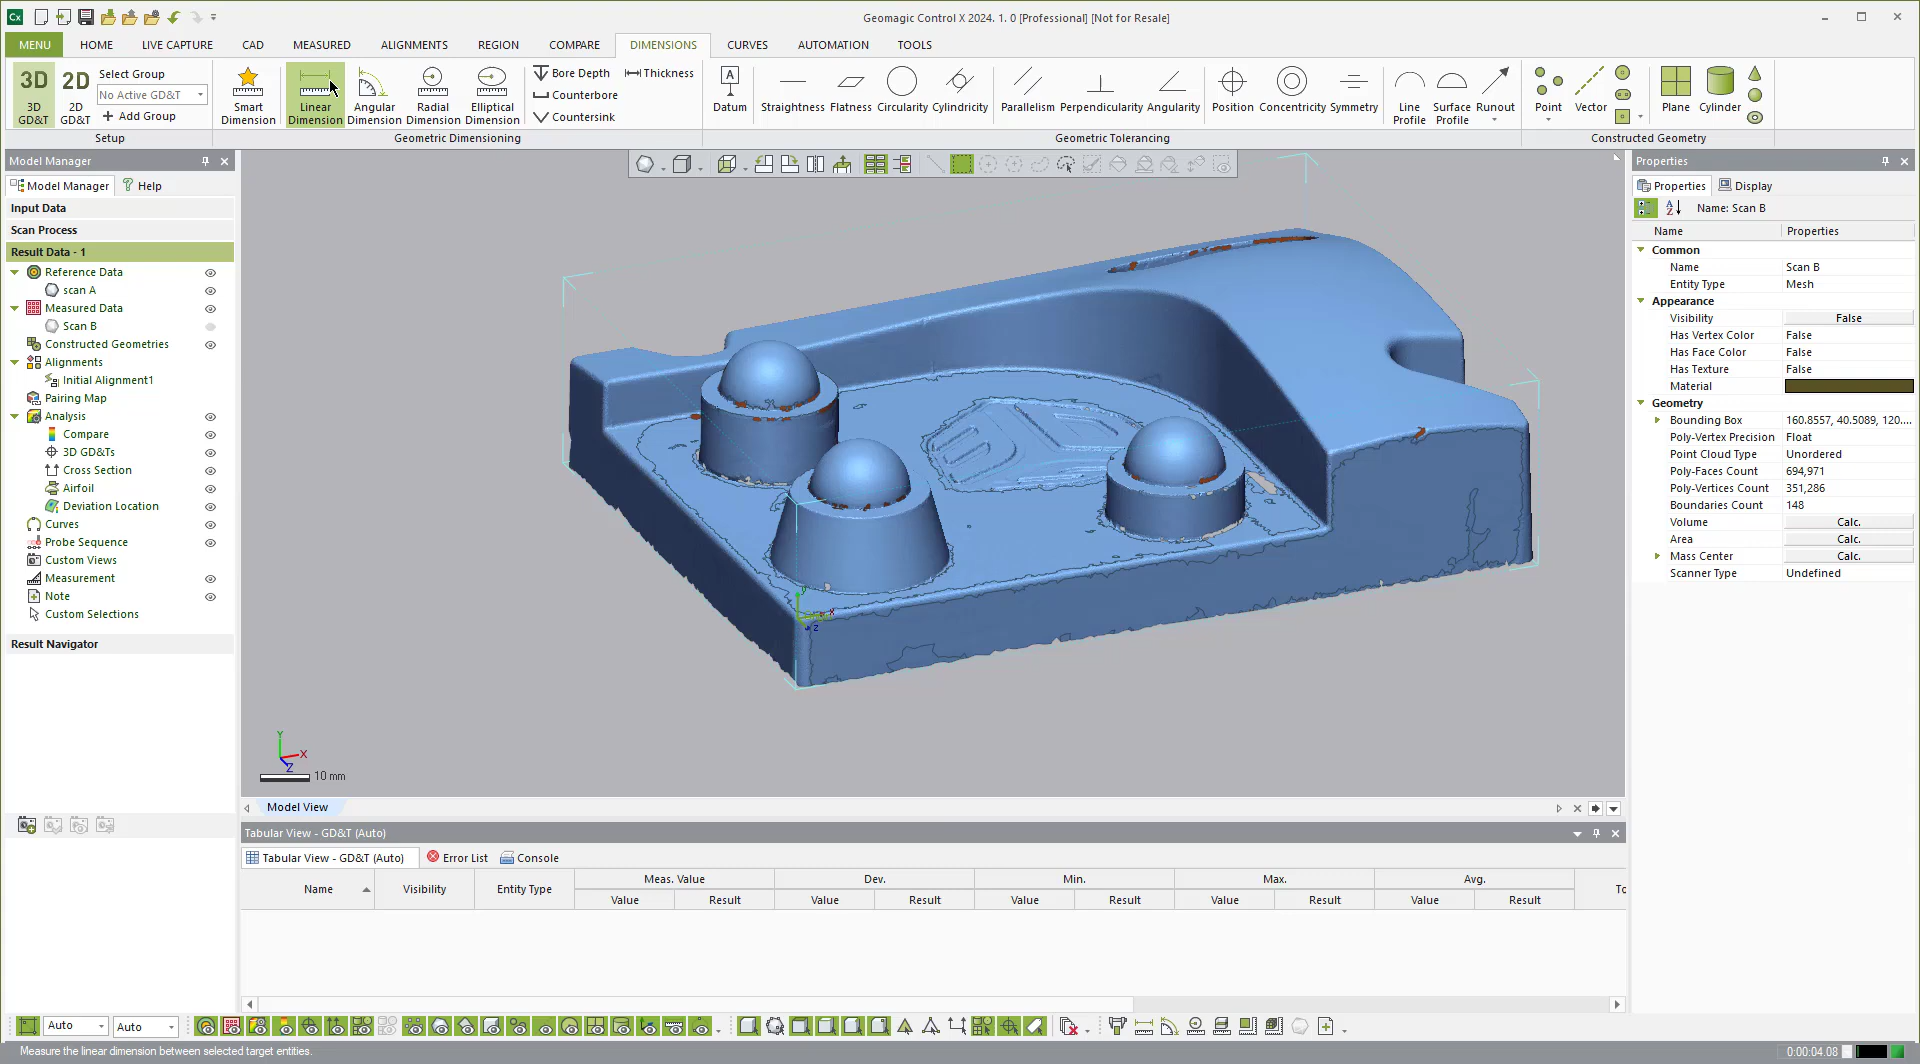 Cx
Geomagic Control X 2024. 1. 0 [Professional] [Not for Resale]
MENU HOME LIVE CAPTURE CAD MEASURED ALIGNMENTS REGION COMPARE DIMENSIONS CURVES AUTOMATION TOOLS
3D
3D
GD&T
2D
2D
GD&T
Select Group
No Active GD&T
Add Group
Smart
Dimension
Linear
Dimension
Angular
Dimension
Radial
Dimension
Elliptical
Dimension
Bore Depth
Counterbore
Countersink
Thickness
A
Datum
Straightness Flatness Circularity Cylindricity
Parallelism Perpendicularity Angularity
Position Concentricity Symmetry
Line
Profile
Surface
Profile
Runout
Point Vector
Plane Cylinder
Setup Geometric Dimensioning Geometric Tolerancing Constructed Geometry
Model Manager
Model Manager Help
Input Data
Scan Process
Result Data - 1
Reference Data
scan A
Measured Data
Scan B
Constructed Geometries
Alignments
Initial Alignment1
Pairing Map
Analysis
Compare
3D GD&Ts
Cross Section
Airfoil
Deviation Location
Curves
Probe Sequence
Custom Views
Measurement
Note
Custom Selections
Result Navigator
Y
X
Z
10 mm
Model View
Tabular View - GD&T (Auto)
Tabular View - GD&T (Auto) Error List Console
Name Visibility Entity Type Meas. Value Dev. Min. Max. Avg.
Value Result Value Result Value Result Value Result Value Result
Properties
Properties Display
Name: Scan B
Name Properties
Common
Name Scan B
Entity Type Mesh
Appearance
Visibility False
Has Vertex Color False
Has Face Color False
Has Texture False
Material
Geometry
Bounding Box 160.8557, 40.5089, 120....
Poly-Vertex Precision Float
Point Cloud Type Unordered
Poly-Faces Count 694,971
Poly-Vertices Count 351,286
Boundaries Count 148
Volume Calc.
Area Calc.
Mass Center Calc.
Scanner Type Undefined
Auto Auto
Measure the linear dimension between selected target entities.
0:00:04.08